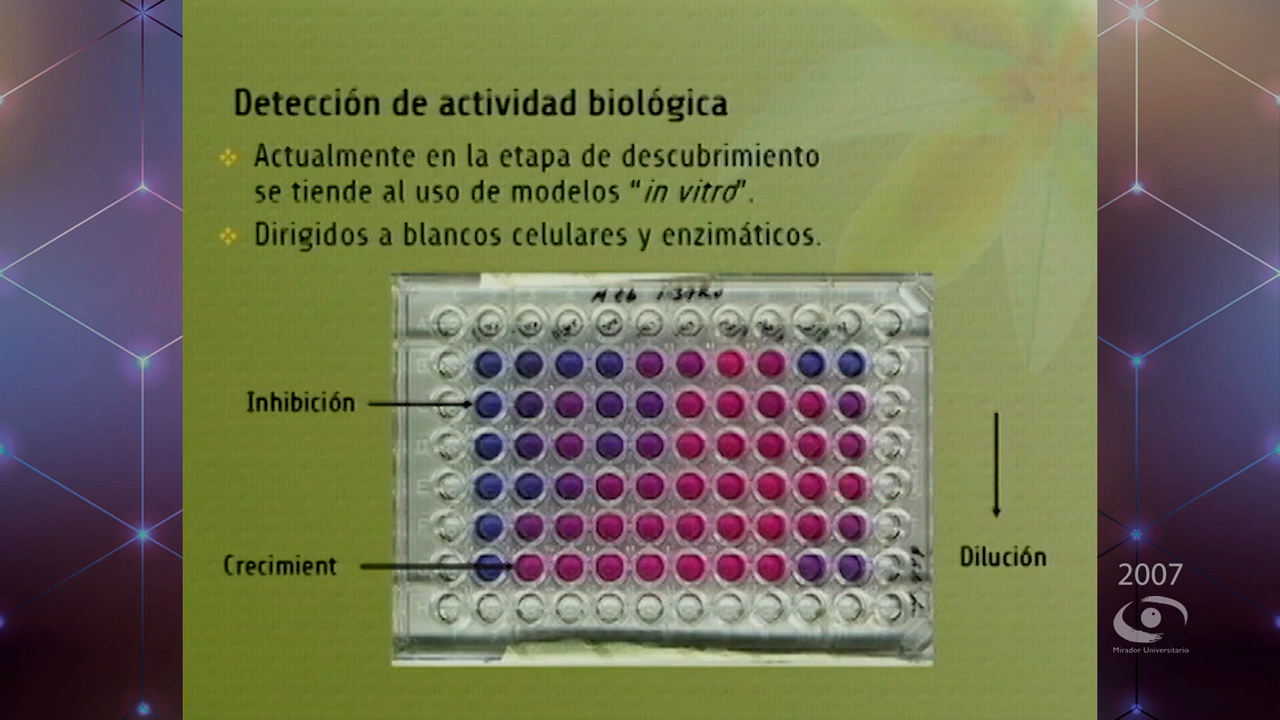 Detección de actividad biológica
Actualmente en la etapa de descubrimiento
se tiende al uso de modelos “in vitro”.
Dirigidos a blancos celulares y enzimáticos.
Inhibición
Crecimient
Dilución
2007
Mirador Universitario